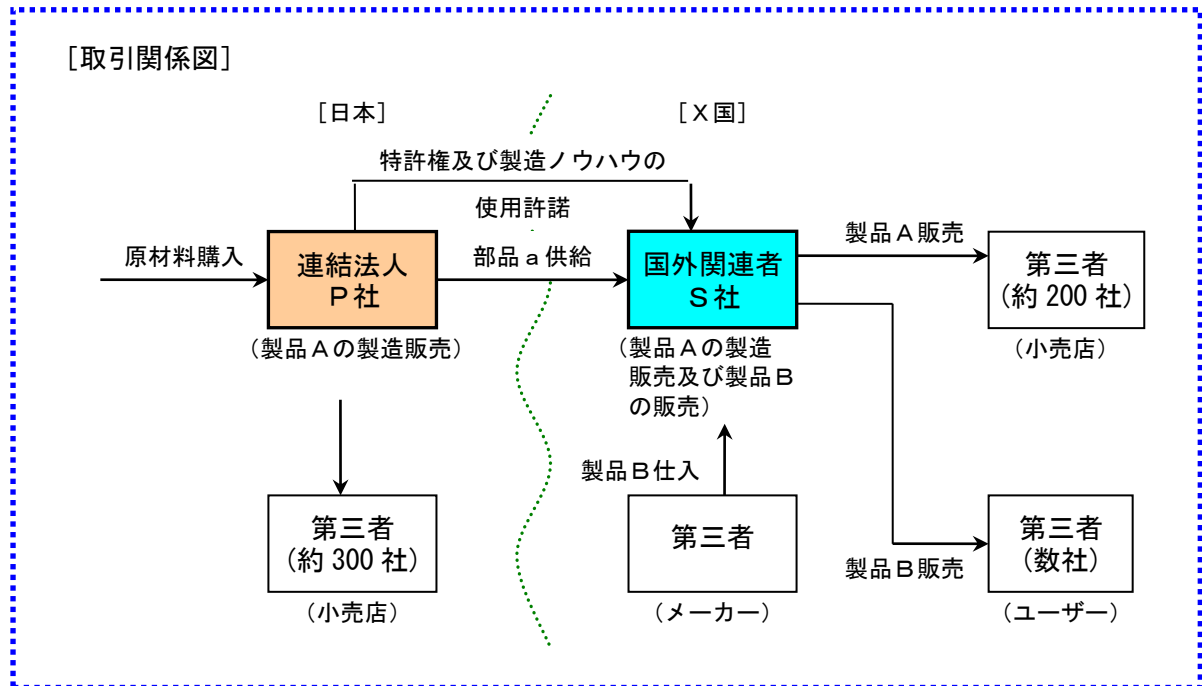 ［取引関係図］
［日本］
［Ｘ国］
特許権及び製造ノウハウの
使用許諾
原材料購入
連結法人
Ｐ社
部品ａ供給
国外関連者
Ｓ社
製品Ａ販売
第三者
（約 200 社）
（小売店）
（製品Ａの製造販売）
（製品Ａの製造
販売及び製品Ｂ
の販売）
製品Ｂ仕入
第三者
（約 300 社）
（小売店）
第三者
（メーカー）
製品Ｂ販売
第三者
（数社）
（ユーザー）